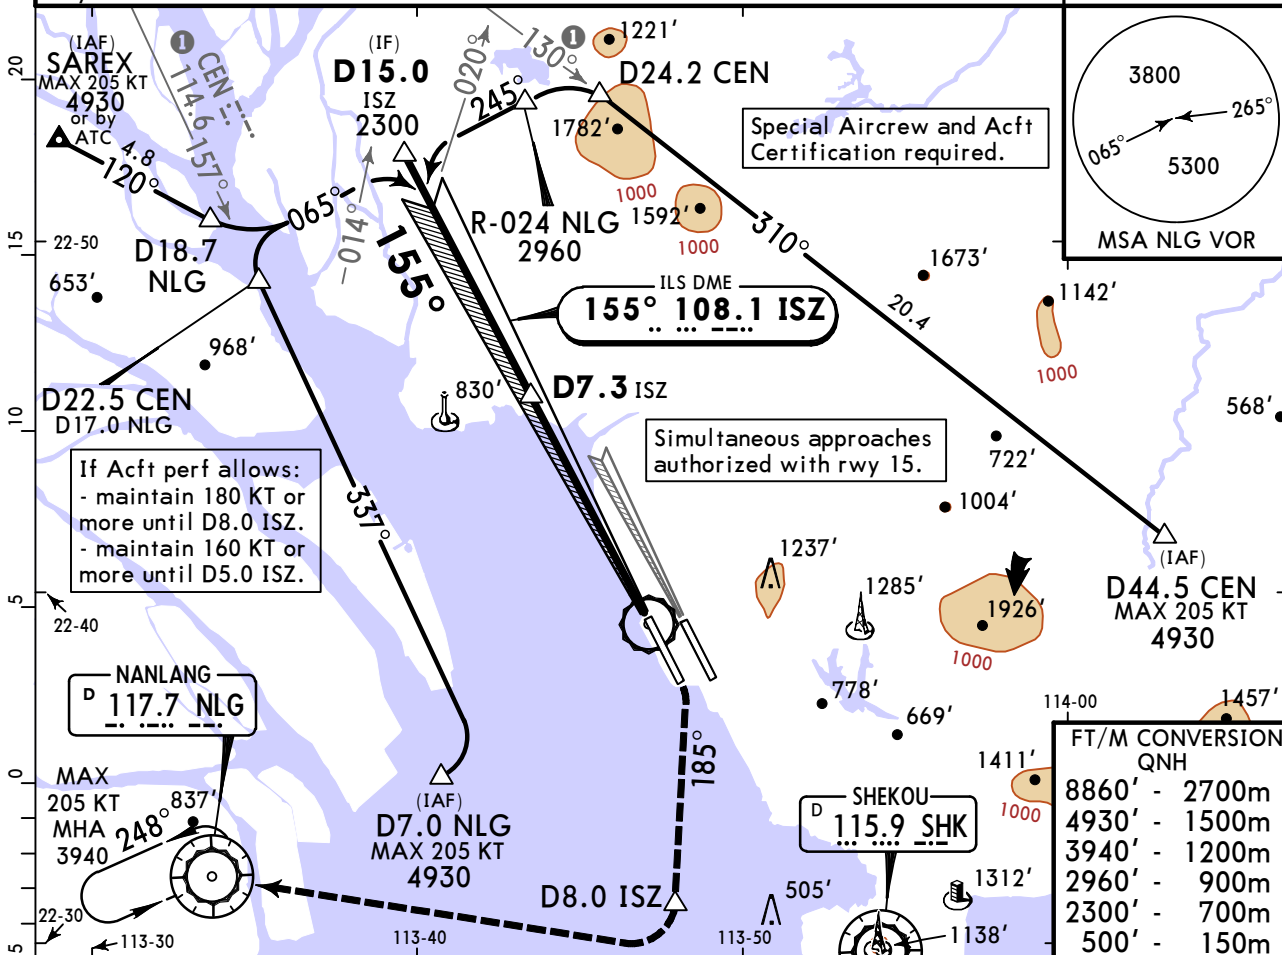 20
15
10
5
0
5
(IAF)
SAREX
MAX 205 KT
4930
or by
ATC
4.8
120°
1
CEN
114.6
157°
(IF)
D15.0
ISZ
2300
020°
245°
130°
1
1221'
D24.2 CEN
1782'
1000
1592'
1000
R-024 NLG
2960
Special Aircrew and Acft
Certification required.
3800
065°
265°
5300
MSA NLG VOR
22-50
D18.7
NLG
653'
065°
014°
155°
310°
20.4
1673'
1142'
1000
ILS DME
155° 108.1 ISZ
968'
D22.5 CEN
D17.0 NLG
830'
D7.3 ISZ
568'
722'
If Acft perf allows:
- maintain 180 KT or
more until D8.0 ISZ.
- maintain 160 KT or
more until D5.0 ISZ.
Simultaneous approaches
authorized with rwy 15.
337°
1004'
1237'
1285'
1926'
1000
(IAF)
D44.5 CEN
MAX 205 KT
4930
22-40
NANLANG
D 117.7 NLG
778'
669'
114-00
1457'
185°
MAX
205 KT
MHA
3940
837'
248°
(IAF)
D7.0 NLG
MAX 205 KT
4930
1411'
1000
SHEKOU
D 115.9 SHK
D8.0 ISZ
505'
1312'
1138'
22-30
113-30
113-40
113-50
FT/M CONVERSION
QNH
8860' - 2700m
4930' - 1500m
3940' - 1200m
2960' - 900m
2300' - 700m
500' - 150m